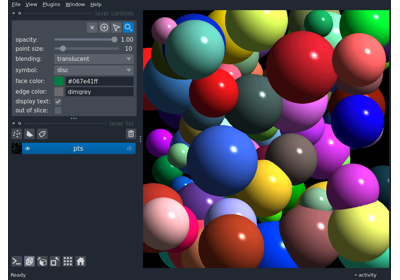 File View Plugins Window Help
layer controls
opacity: 1.00
point size: 10
blending: translucent
symbol: disc
face color: #067e41ff
edge color: dimgrey
display text:
out of slice:
layer list
pts
Ready
activity